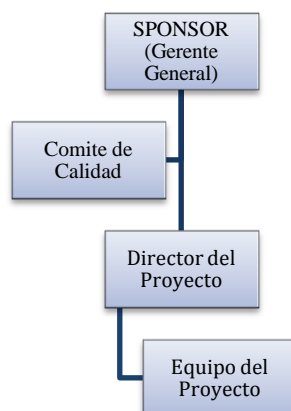 SPONSOR
(Gerente
General)
Comite de
Calidad
Director del
Proyecto
Equipo del
Proyecto